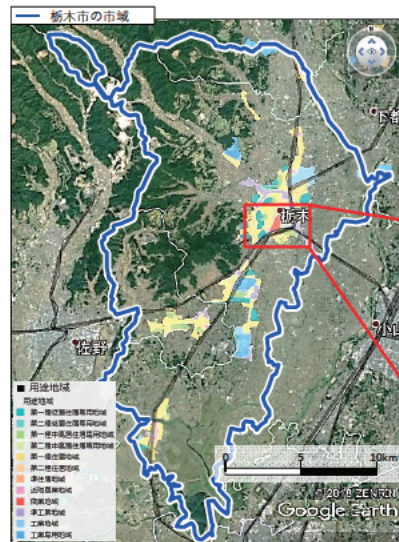 栃木市の市域
N
下都
栃木
小山
佐野
用途地域
用途地域
第一種低層住居専用地域
第二種低層住居専用地域
第一種中高層住居専用地域
第二種中高層住居専用地域
第一種住居地域
第二種住居地域
準住居地域
近隣商業地域
商業地域
準工業地域
工業地域
工業専用地域
0 5 10km
© 2018 ZENRIN
Google Earth